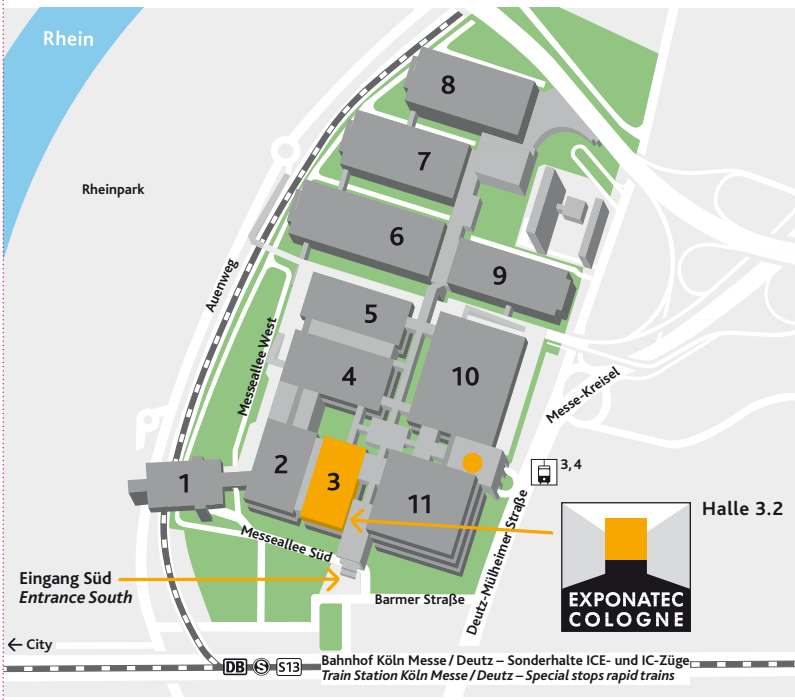 Rhein
8
7
Rheinpark
6
9
Auenweg
5
Messeallee West
4
10
Messe-Kreisel
3, 4
2
1
3
11
Halle 3.2
Deutz-Mülheimer Straße
Messeallee Süd
Eingang Süd
Entrance South
Barmer Straße
EXPONATEC
COLOGNE
← City
DB S S13
Bahnhof Köln Messe / Deutz – Sonderhalte ICE- und IC-Züge
Train Station Köln Messe / Deutz – Special stops rapid trains